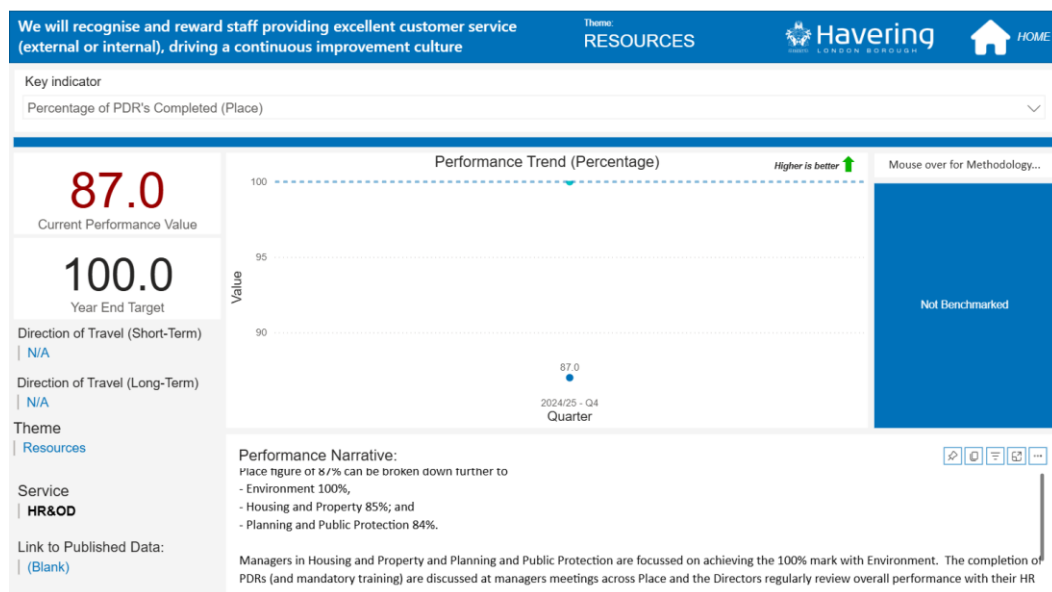 We will recognise and reward staff providing excellent customer service
(external or internal), driving a continuous improvement culture
Theme:
RESOURCES
Havering
LONDON BOROUGH
HOME
Key indicator
Percentage of PDR's Completed (Place)
87.0
Current Performance Value
100.0
Year End Target
Direction of Travel (Short-Term)
N/A
Direction of Travel (Long-Term)
N/A
Theme
Resources
Service
HR&OD
Link to Published Data:
(Blank)
Performance Trend (Percentage)
Higher is better
100
95
90
Value
87.0
2024/25 - Q4
Quarter
Mouse over for Methodology...
Not Benchmarked
Performance Narrative:
Place figure of 87% can be broken down further to
- Environment 100%,
- Housing and Property 85%; and
- Planning and Public Protection 84%.
Managers in Housing and Property and Planning and Public Protection are focussed on achieving the 100% mark with Environment. The completion of
PDRs (and mandatory training) are discussed at managers meetings across Place and the Directors regularly review overall performance with their HR